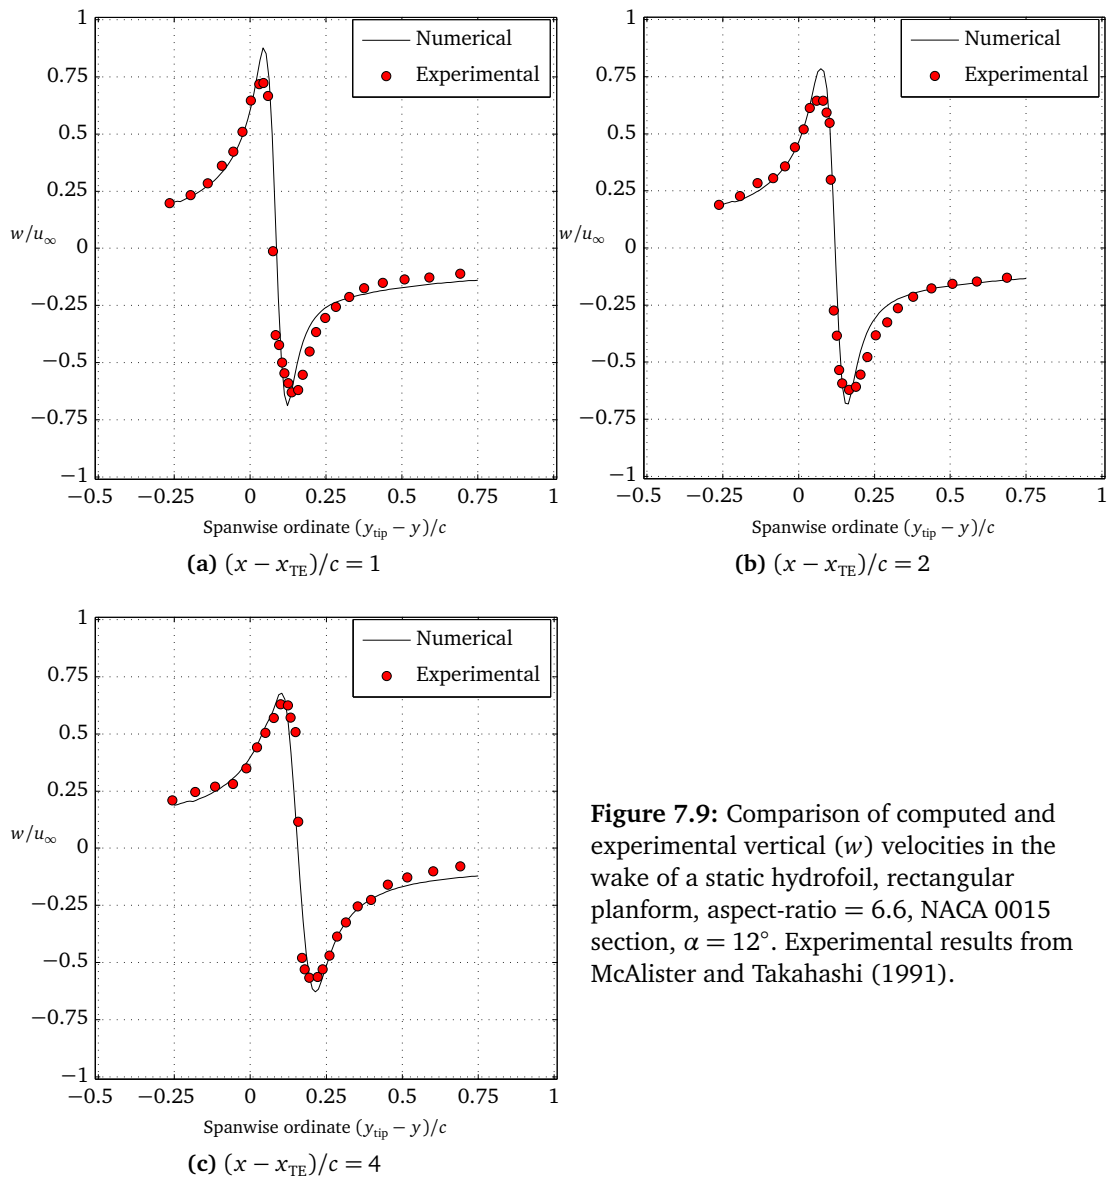 1
0.75
0.5
0.25
w/u∞
0
−0.25
−0.5
−0.75
−1
−0.5 −0.25 0 0.25 0.5 0.75 1
Numerical
Experimental
Spanwise ordinate (y_tip − y)/c
(a) (x − x_TE)/c = 1
1
0.75
0.5
0.25
w/u∞
0
−0.25
−0.5
−0.75
−1
−0.5 −0.25 0 0.25 0.5 0.75 1
Numerical
Experimental
Spanwise ordinate (y_tip − y)/c
(b) (x − x_TE)/c = 2
1
0.75
0.5
0.25
w/u∞
0
−0.25
−0.5
−0.75
−1
−0.5 −0.25 0 0.25 0.5 0.75 1
Numerical
Experimental
Spanwise ordinate (y_tip − y)/c
(c) (x − x_TE)/c = 4
Figure 7.9: Comparison of computed and
experimental vertical (w) velocities in the
wake of a static hydrofoil, rectangular
planform, aspect-ratio = 6.6, NACA 0015
section, α = 12°. Experimental results from
McAlister and Takahashi (1991).